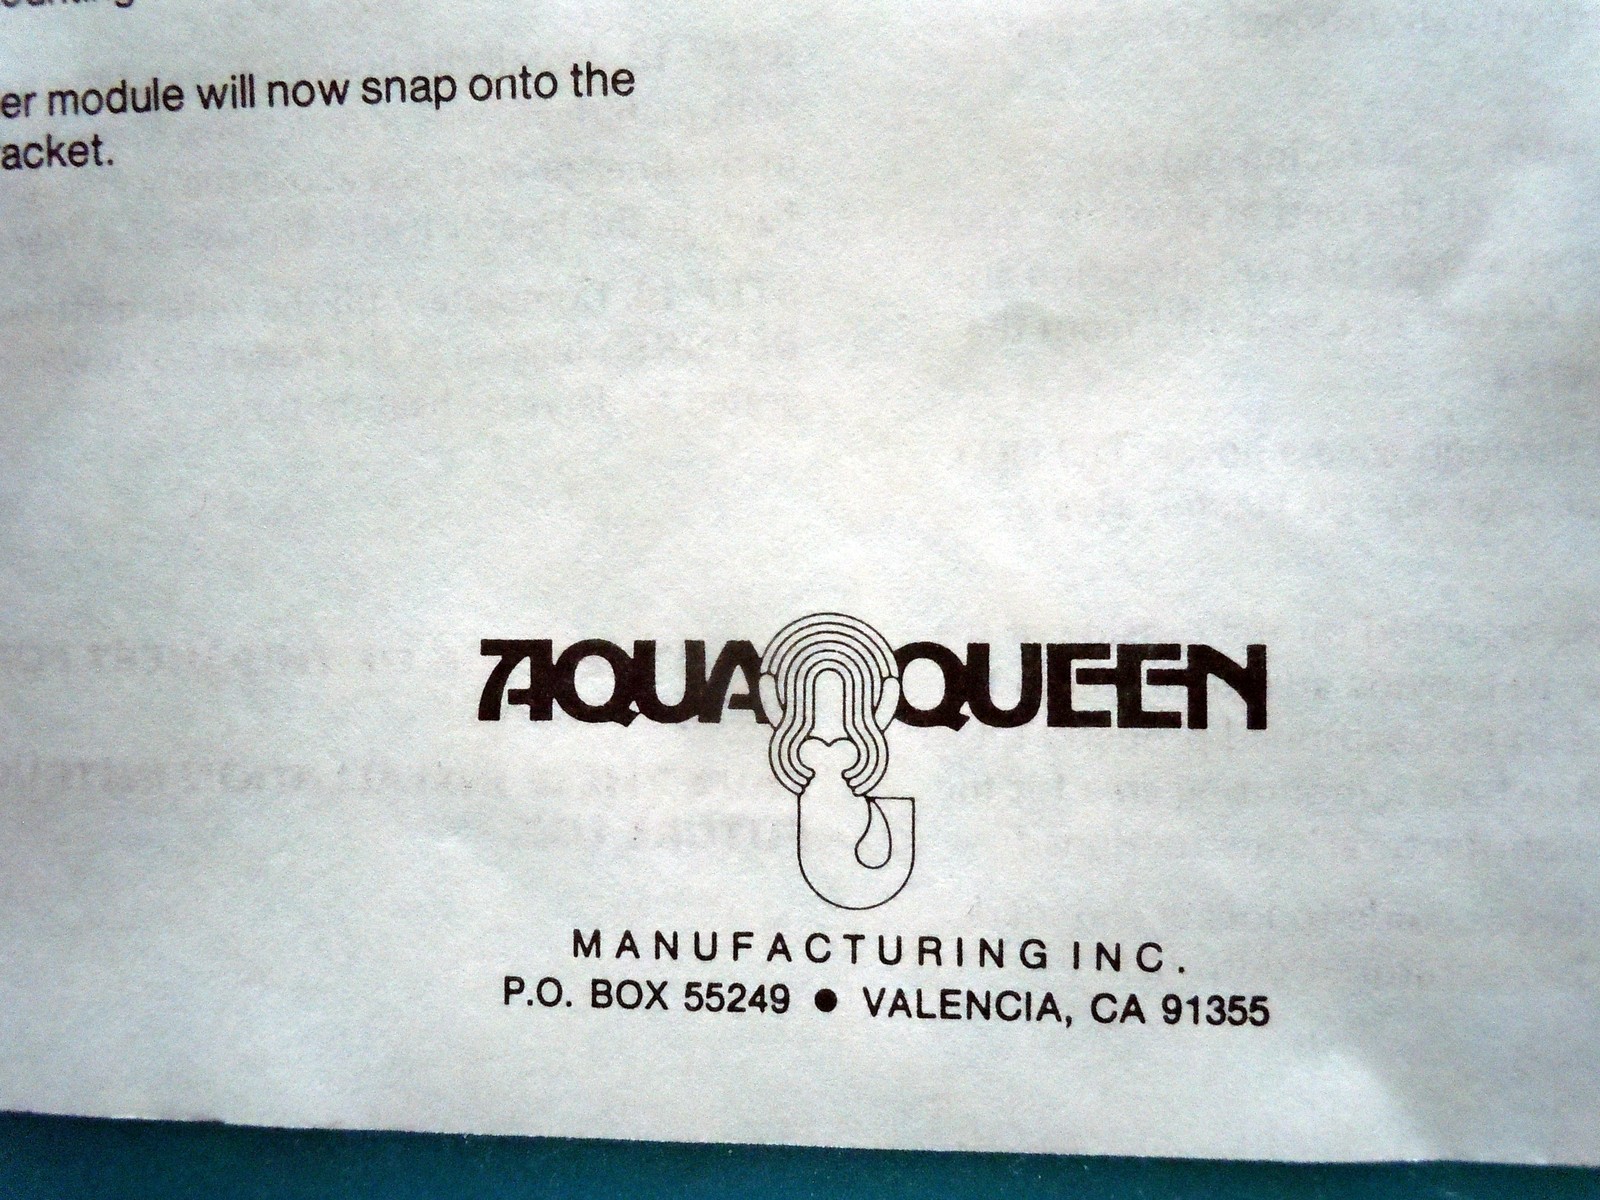 er module will now snap onto the
acket.
AQUA QUEEN
MANUFACTURING INC.
P.O. BOX 55249 ● VALENCIA, CA 91355